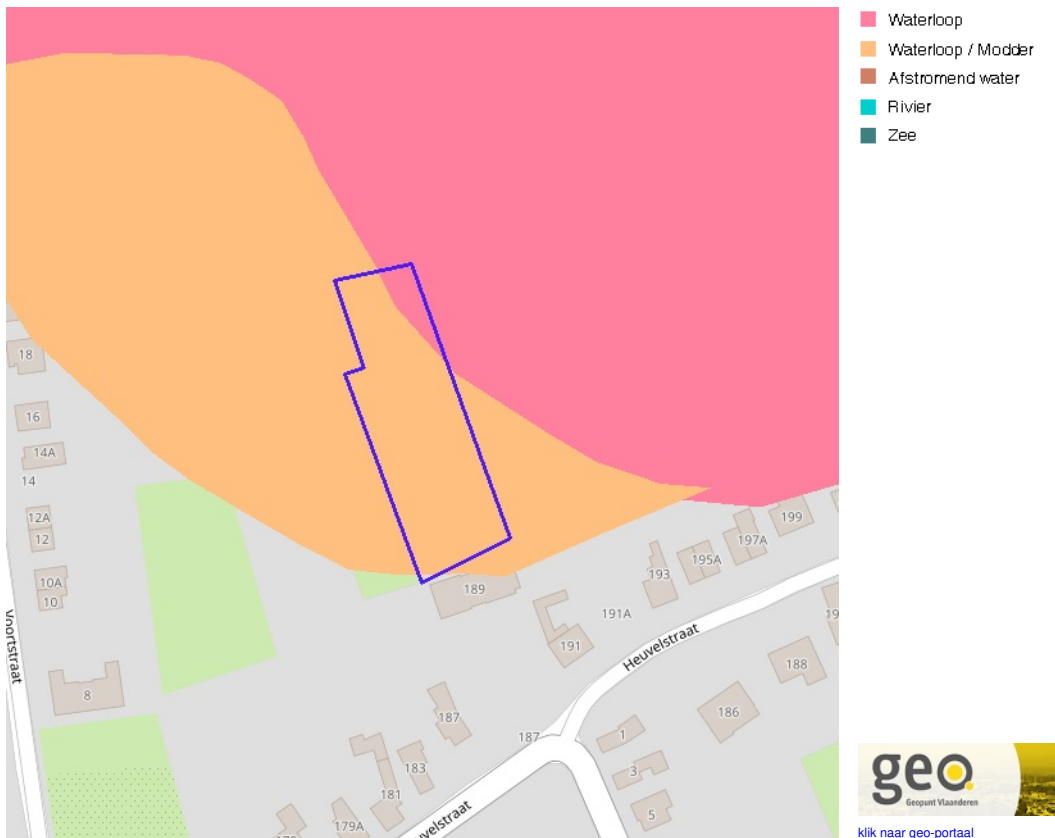 Waterloop
Waterloop / Modder
Afstromend water
Rivier
Zee
18
16
14A
14
12A
12
10A
10
8
Voortstraat
189
193
195A
197A
199
191A
191
Heuvelstraat
188
186
187
187
1
3
5
183
181
179A
geo
Geopunt Vlaanderen
klik naar geo-portaal